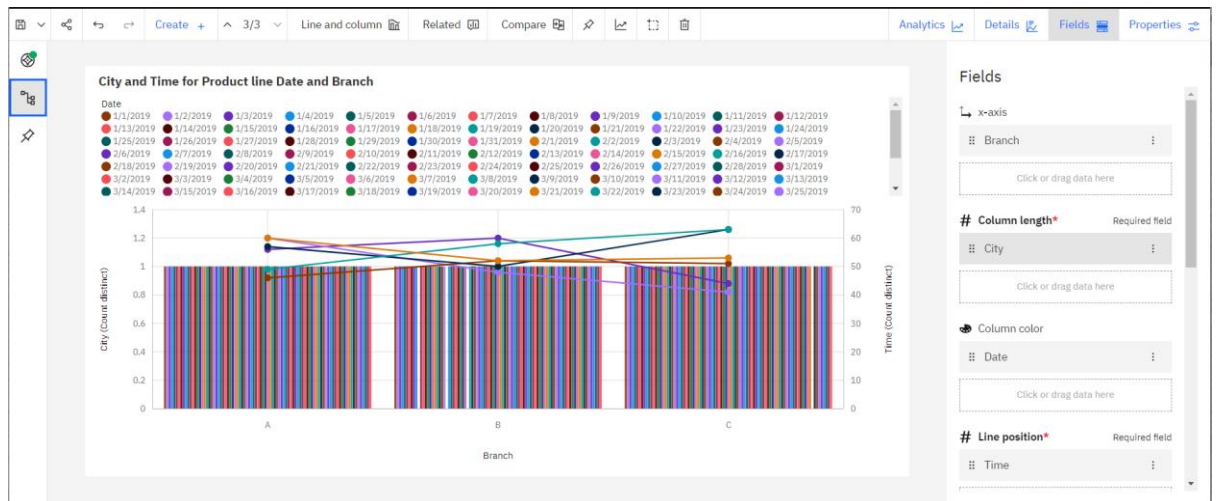 Create + 3/3 Line and column Related Compare Analytics Details Fields Properties
City and Time for Product line Date and Branch
Date
1/1/2019 1/2/2019 1/3/2019 1/4/2019 1/5/2019 1/6/2019 1/7/2019 1/8/2019 1/9/2019 1/10/2019 1/11/2019 1/12/2019
1/13/2019 1/14/2019 1/15/2019 1/16/2019 1/17/2019 1/18/2019 1/19/2019 1/20/2019 1/21/2019 1/22/2019 1/23/2019 1/24/2019
1/25/2019 1/26/2019 1/27/2019 1/28/2019 1/29/2019 1/30/2019 1/31/2019 2/1/2019 2/2/2019 2/3/2019 2/4/2019 2/5/2019
2/6/2019 2/7/2019 2/8/2019 2/9/2019 2/10/2019 2/11/2019 2/12/2019 2/13/2019 2/14/2019 2/15/2019 2/16/2019 2/17/2019
2/18/2019 2/19/2019 2/20/2019 2/21/2019 2/22/2019 2/23/2019 2/24/2019 2/25/2019 2/26/2019 2/27/2019 2/28/2019 3/1/2019
3/2/2019 3/3/2019 3/4/2019 3/5/2019 3/6/2019 3/7/2019 3/8/2019 3/9/2019 3/10/2019 3/11/2019 3/12/2019 3/13/2019
3/14/2019 3/15/2019 3/16/2019 3/17/2019 3/18/2019 3/19/2019 3/20/2019 3/21/2019 3/22/2019 3/23/2019 3/24/2019 3/25/2019
1.4 70
1.2 60
1 50
0.8 40
0.6 30
0.4 20
0.2 10
0 0
City (Count distinct)
Time (Count distinct)
A B C
Branch
Fields
x-axis
Branch
Click or drag data here
# Column length* Required field
City
Click or drag data here
Column color
Date
Click or drag data here
# Line position* Required field
Time